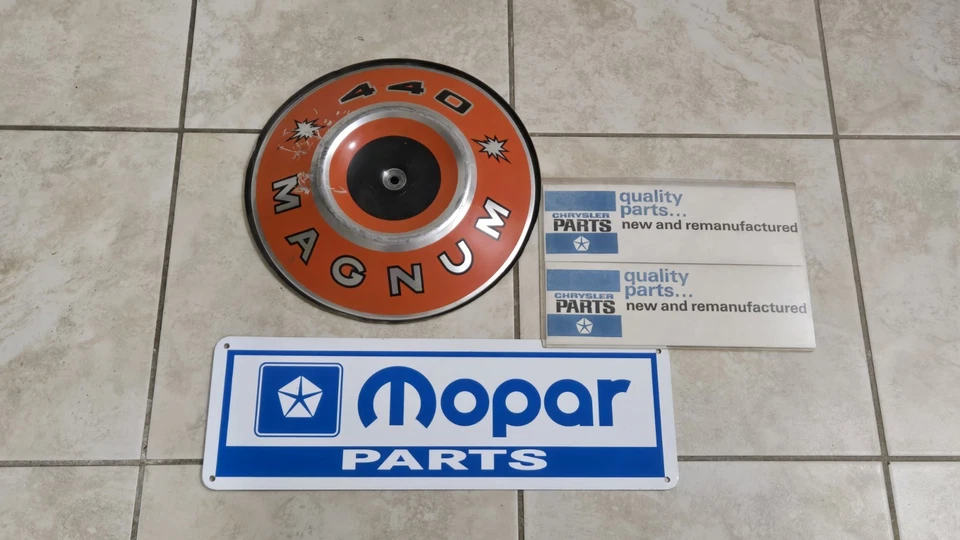 440
MAGNUM
quality
parts...
new and remanufactured
CHRYSLER
PARTS
quality
parts...
new and remanufactured
CHRYSLER
PARTS
mopar
PARTS